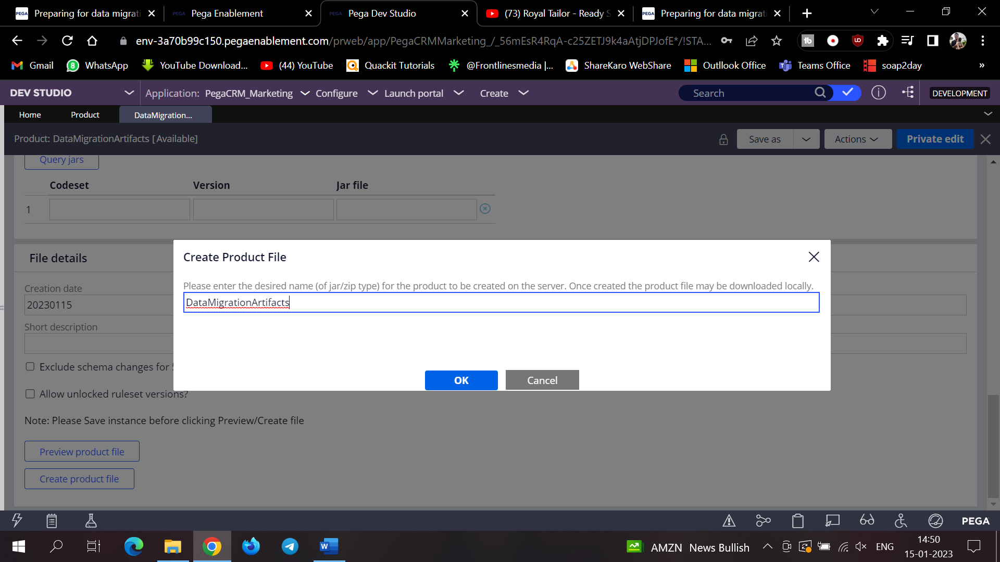 PEGA Preparing for data migrati
PEGA Pega Enablement
PEGA Pega Dev Studio
(73) Royal Tailor - Ready S
PEGA Preparing for data migrati
env-3a70b99c150.pegaenablement.com/prweb/app/PegaCRMMarketing_/_56mEsR4RqA-c25ZETJ9k4aAtjDPJofE*/!STA...
Gmail
8 WhatsApp
YouTube Download...
(44) YouTube
Quackit Tutorials
@Frontlinesmedia |...
ShareKaro WebShare
Outllook Office
Teams Office
soap2day
»
DEV STUDIO
Application: PegaCRM_Marketing
Configure
Launch portal
Create
Search
DEVELOPMENT
Home
Product
DataMigration...
Product: DataMigrationArtifacts [Available]
Save as
Actions
Private edit
Query jars
Codeset Version Jar file
1
File details
Creation date
20230115
Short description
Exclude schema changes for
Allow unlocked ruleset versions?
Note: Please Save instance before clicking Preview/Create file
Preview product file
Create product file
Create Product File
Please enter the desired name (of jar/zip type) for the product to be created on the server. Once created the product file may be downloaded locally.
DataMigrationArtifacts
OK
Cancel
PEGA
AMZN News Bullish
ENG
14:50
15-01-2023